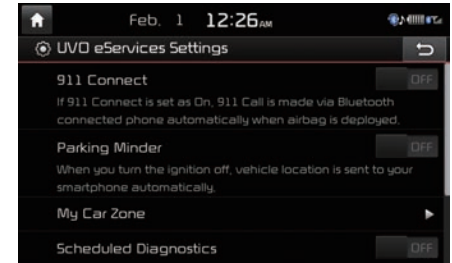 Feb. 1 12:26AM
UVO eServices Settings
911 Connect OFF
If 911 Connect is set as On, 911 Call is made via Bluetooth
connected phone automatically when airbag is deployed.
Parking Minder OFF
When you turn the ignition off, vehicle location is sent to your
smartphone automatically.
My Car Zone
Scheduled Diagnostics OFF